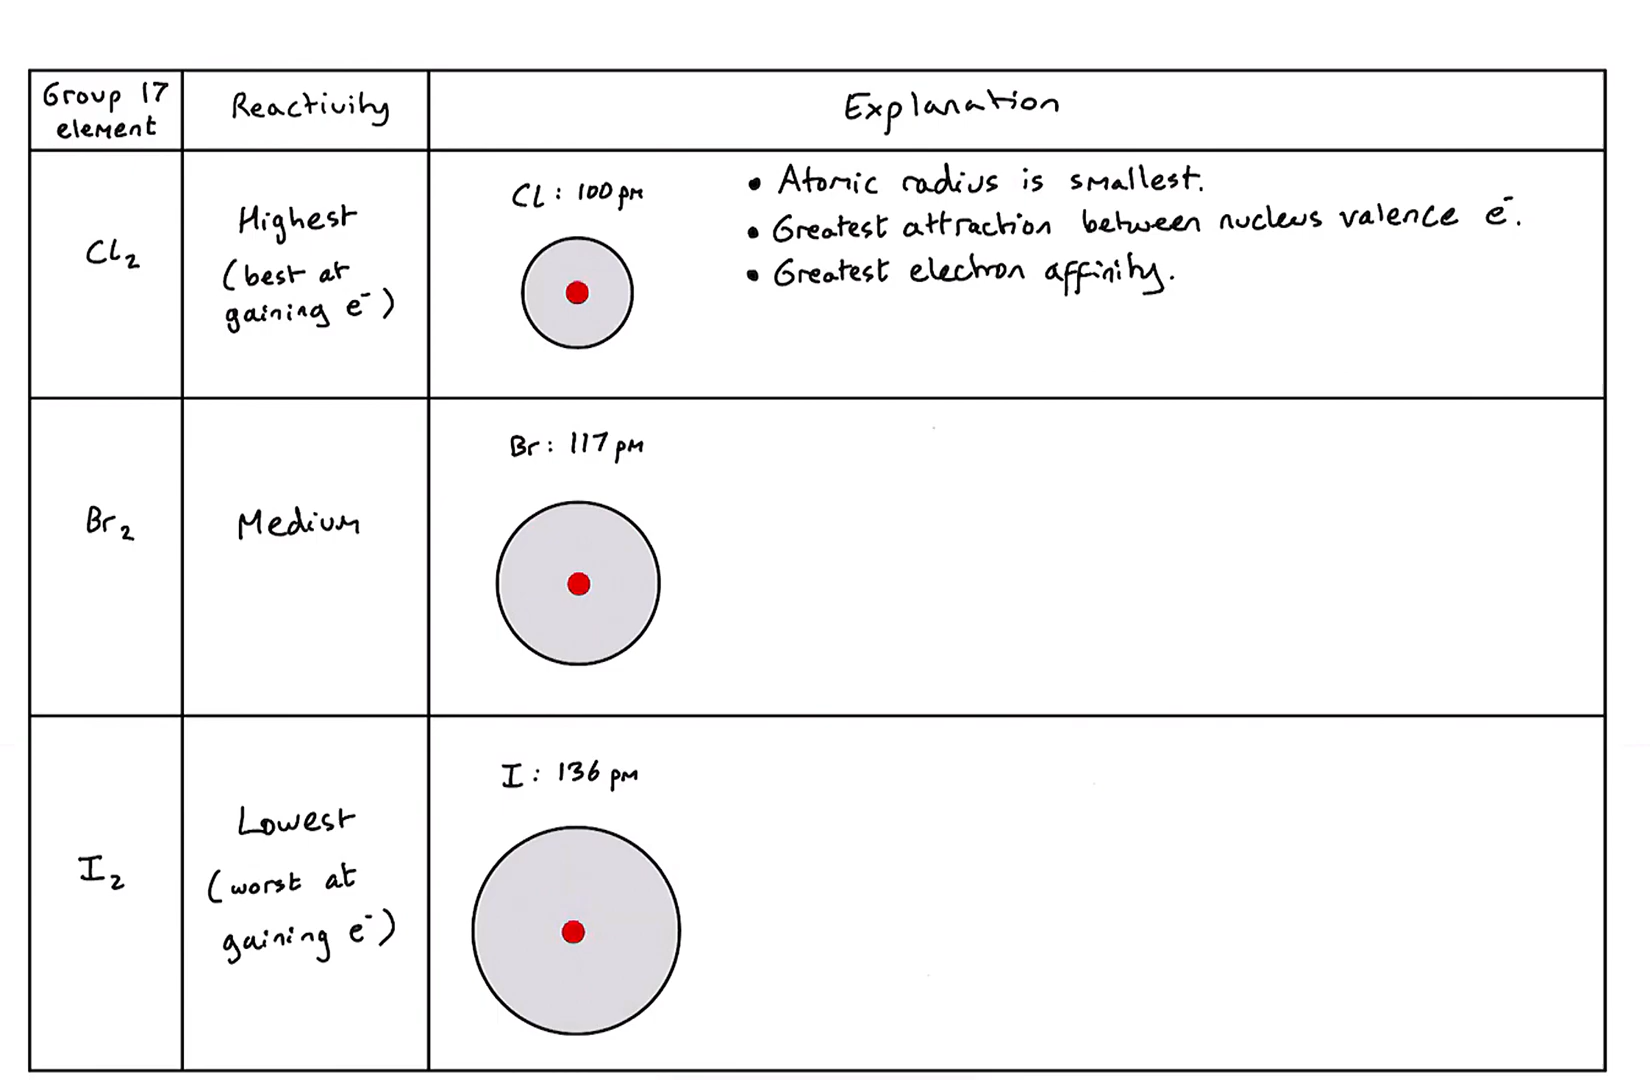 Group 17
element
Reactivity
Explanation
Cl₂
Highest
(best at
gaining e⁻)
Cl : 100 pm
• Atomic radius is smallest.
• Greatest attraction between nucleus valence e⁻.
• Greatest electron affinity.
Br₂
Medium
Br : 117 pm
I₂
Lowest
(worst at
gaining e⁻)
I : 136 pm